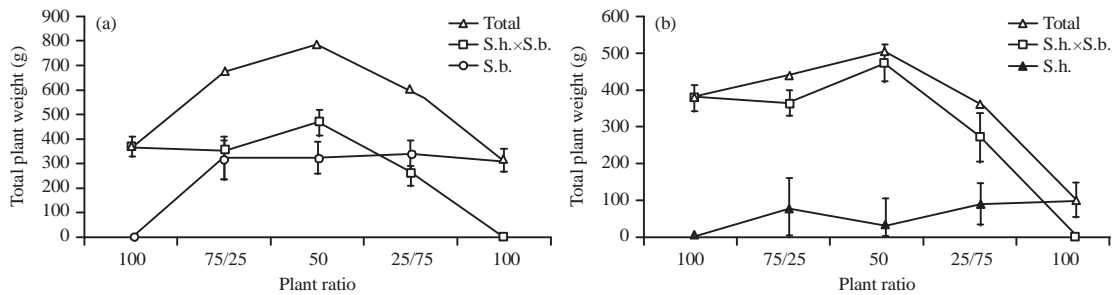 (a)
Total
S.h.×S.b.
S.b.
Total plant weight (g)
900
800
700
600
500
400
300
200
100
0
100 75/25 50 25/75 100
Plant ratio
(b)
Total
S.h.×S.b.
S.h.
Total plant weight (g)
600
500
400
300
200
100
0
100 75/25 50 25/75 100
Plant ratio